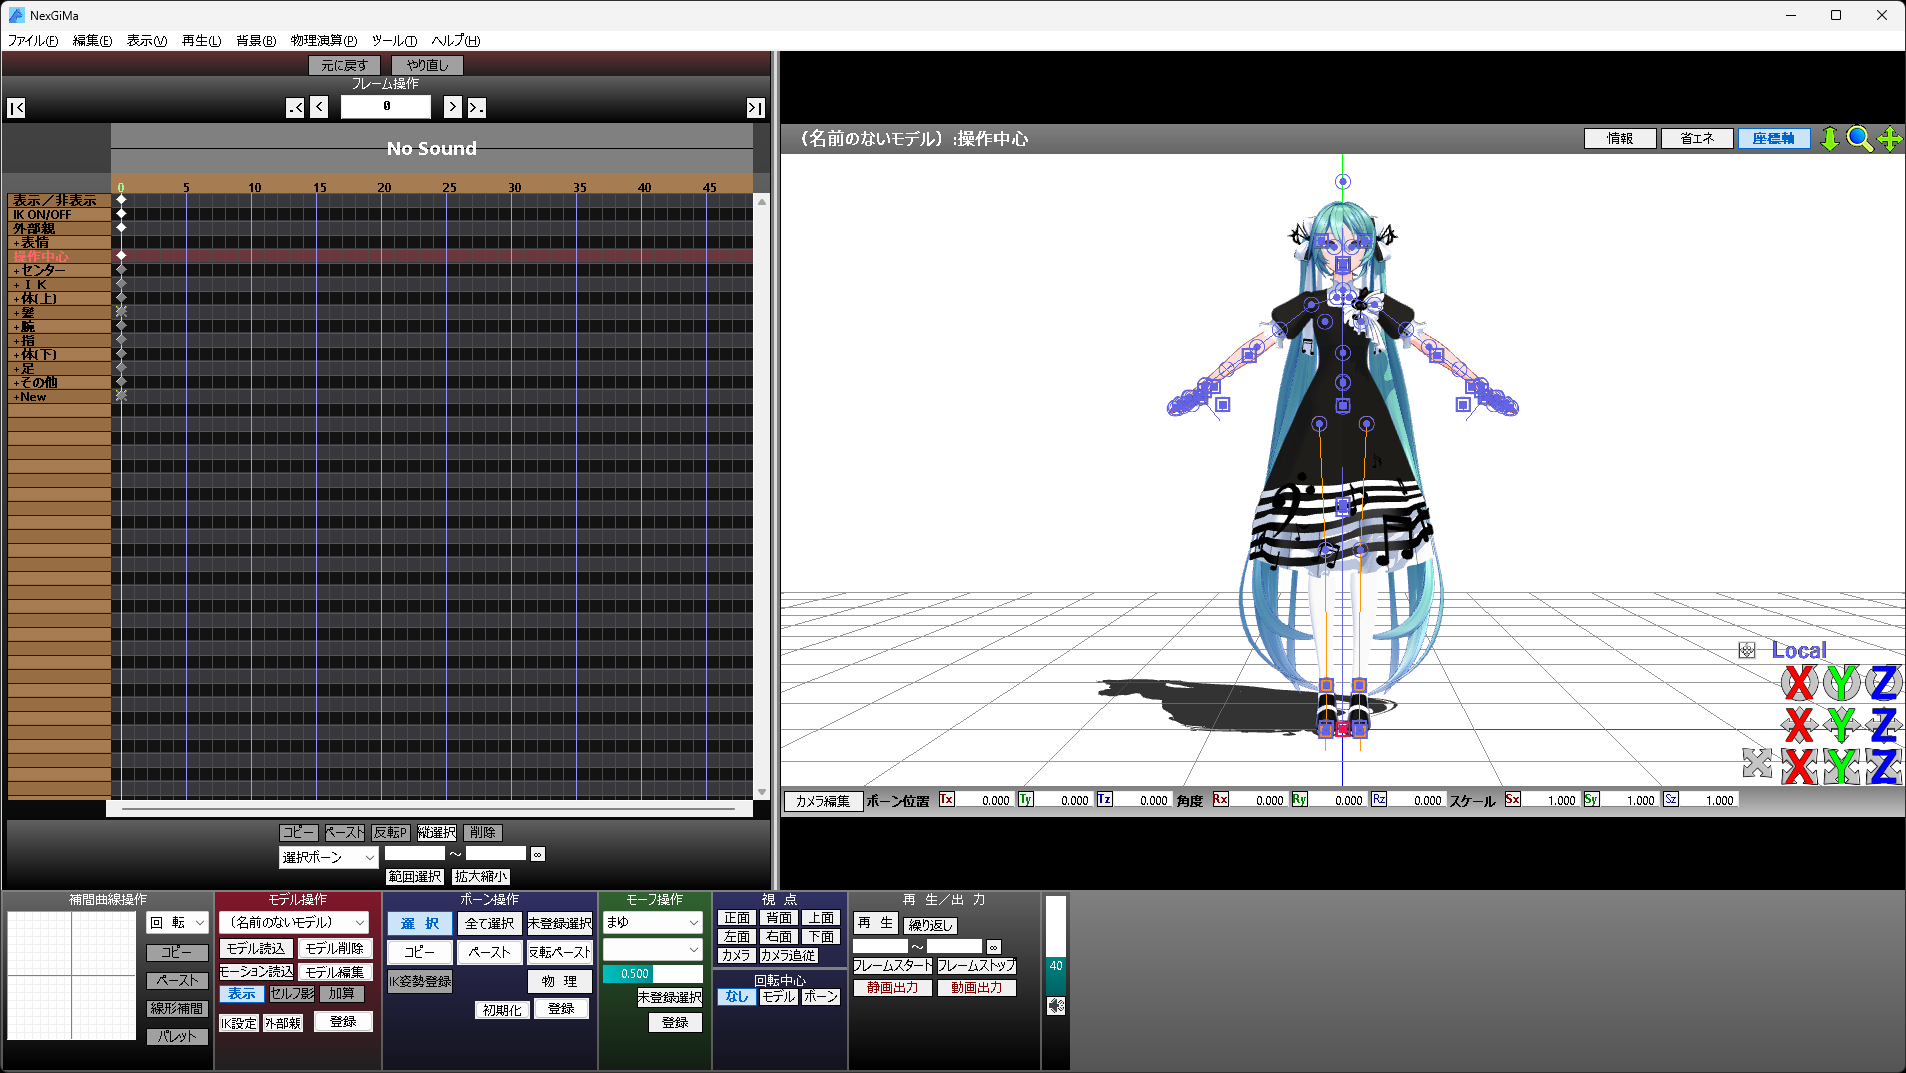 NexGiMa
ファイル(F) 編集(E) 表示(V) 再生(L) 背景(B) 物理演算(P) ツール(T) ヘルプ(H)
元に戻す やり直し
フレーム操作
|< .< < 0 > >. >|
No Sound
0 5 10 15 20 25 30 35 40 45
表示／非表示
IK ON/OFF
外部親
+表情
操作中心
+センター
+ＩＫ
+体(上)
+髪
+腕
+指
+体(下)
+足
+その他
+New
コピー ペースト 反転P 縦選択 削除
選択ボーン ～ ∞
範囲選択 拡大縮小
（名前のないモデル）:操作中心
情報 省エネ 座標軸
Local
X Y Z
X Y Z
X Y Z
カメラ編集 ボーン位置 Tx 0.000 Ty 0.000 Tz 0.000 角度 Rx 0.000 Ry 0.000 Rz 0.000 スケール Sx 1.000 Sy 1.000 Sz 1.000
補間曲線操作
回 転
コピー
ペースト
線形補間
パレット
モデル操作
（名前のないモデル）
モデル読込 モデル削除
モーション読込 モデル編集
表示 セルフ影 加算
IK設定 外部親 登録
ボーン操作
選 択 全て選択 未登録選択
コピー ペースト 反転ペースト
IK姿勢登録 物 理
初期化 登録
モーフ操作
まゆ
0.500
未登録選択
登録
視 点
正面 背面 上面
左面 右面 下面
カメラ カメラ追従
回転中心
なし モデル ボーン
再 生／出 力
再 生 繰り返し
～ ∞
フレームスタート フレームストップ
静画出力 動画出力
40